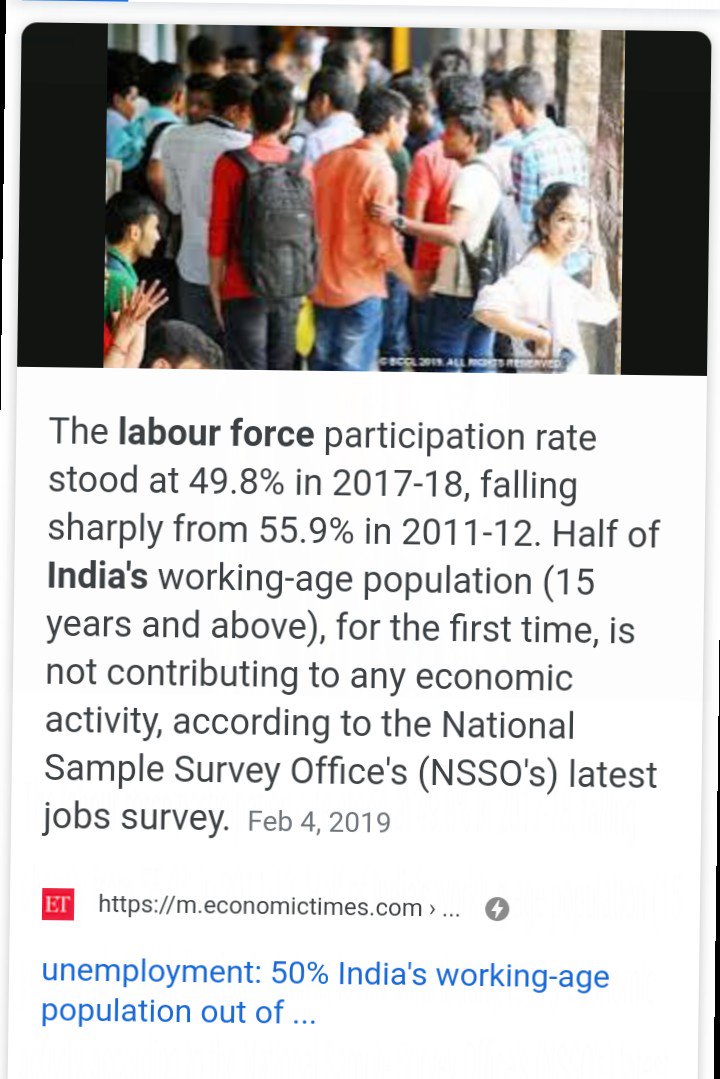 © BCCL 2019. ALL RIGHTS RESERVED.
The labour force participation rate
stood at 49.8% in 2017-18, falling
sharply from 55.9% in 2011-12. Half of
India's working-age population (15
years and above), for the first time, is
not contributing to any economic
activity, according to the National
Sample Survey Office's (NSSO's) latest
jobs survey. Feb 4, 2019
ET https://m.economictimes.com › ...
unemployment: 50% India's working-age
population out of ...